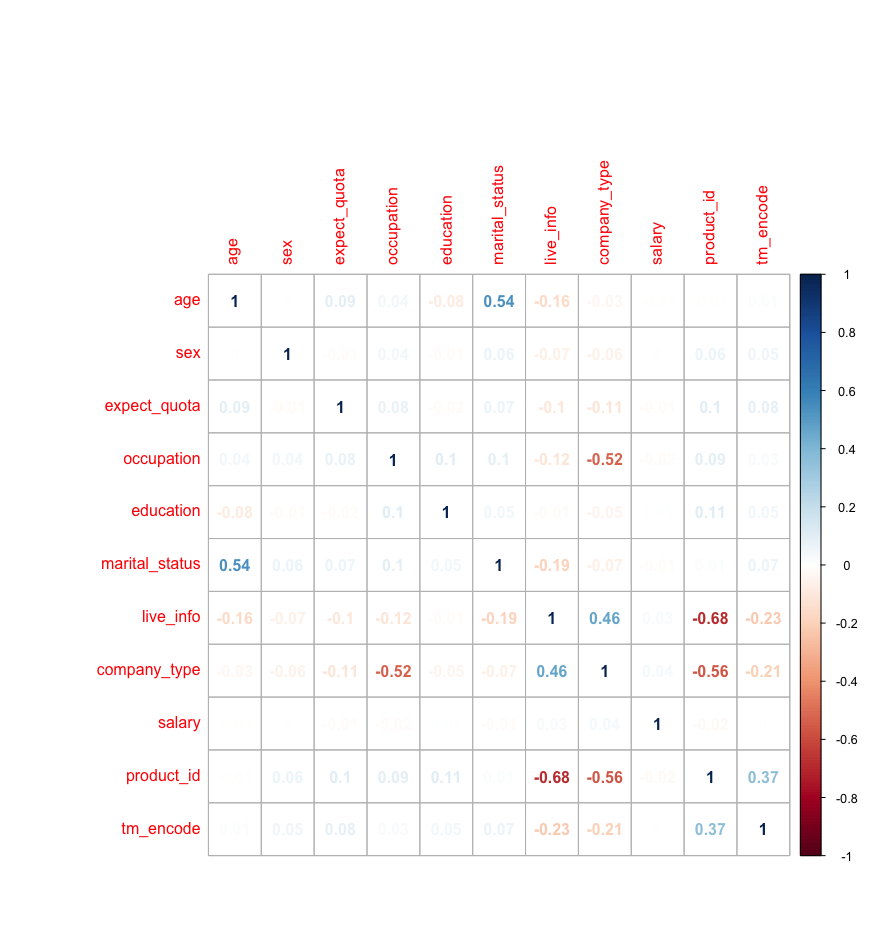 age sex expect_quota occupation education marital_status live_info company_type salary product_id tm_encode
age 1 0.09 0.04 -0.08 0.54 -0.16 -0.03
sex 1 0.04 0.06 -0.07 -0.06 0.06 0.05
expect_quota 0.09 1 0.08 0.07 -0.1 -0.11 0.1 0.08
occupation 0.04 0.04 0.08 1 0.1 0.1 -0.12 -0.52 0.09 0.03
education -0.08 0.1 1 0.05 -0.05 0.11 0.05
marital_status 0.54 0.06 0.07 0.1 0.05 1 -0.19 -0.07 0.07
live_info -0.16 -0.07 -0.1 -0.12 -0.19 1 0.46 0.03 -0.68 -0.23
company_type -0.03 -0.06 -0.11 -0.52 -0.05 -0.07 0.46 1 0.04 -0.56 -0.21
salary 0.03 0.04 1 -0.02
product_id 0.06 0.1 0.09 0.11 -0.68 -0.56 -0.02 1 0.37
tm_encode 0.05 0.08 0.03 0.05 0.07 -0.23 -0.21 0.37 1
1
0.8
0.6
0.4
0.2
0
-0.2
-0.4
-0.6
-0.8
-1